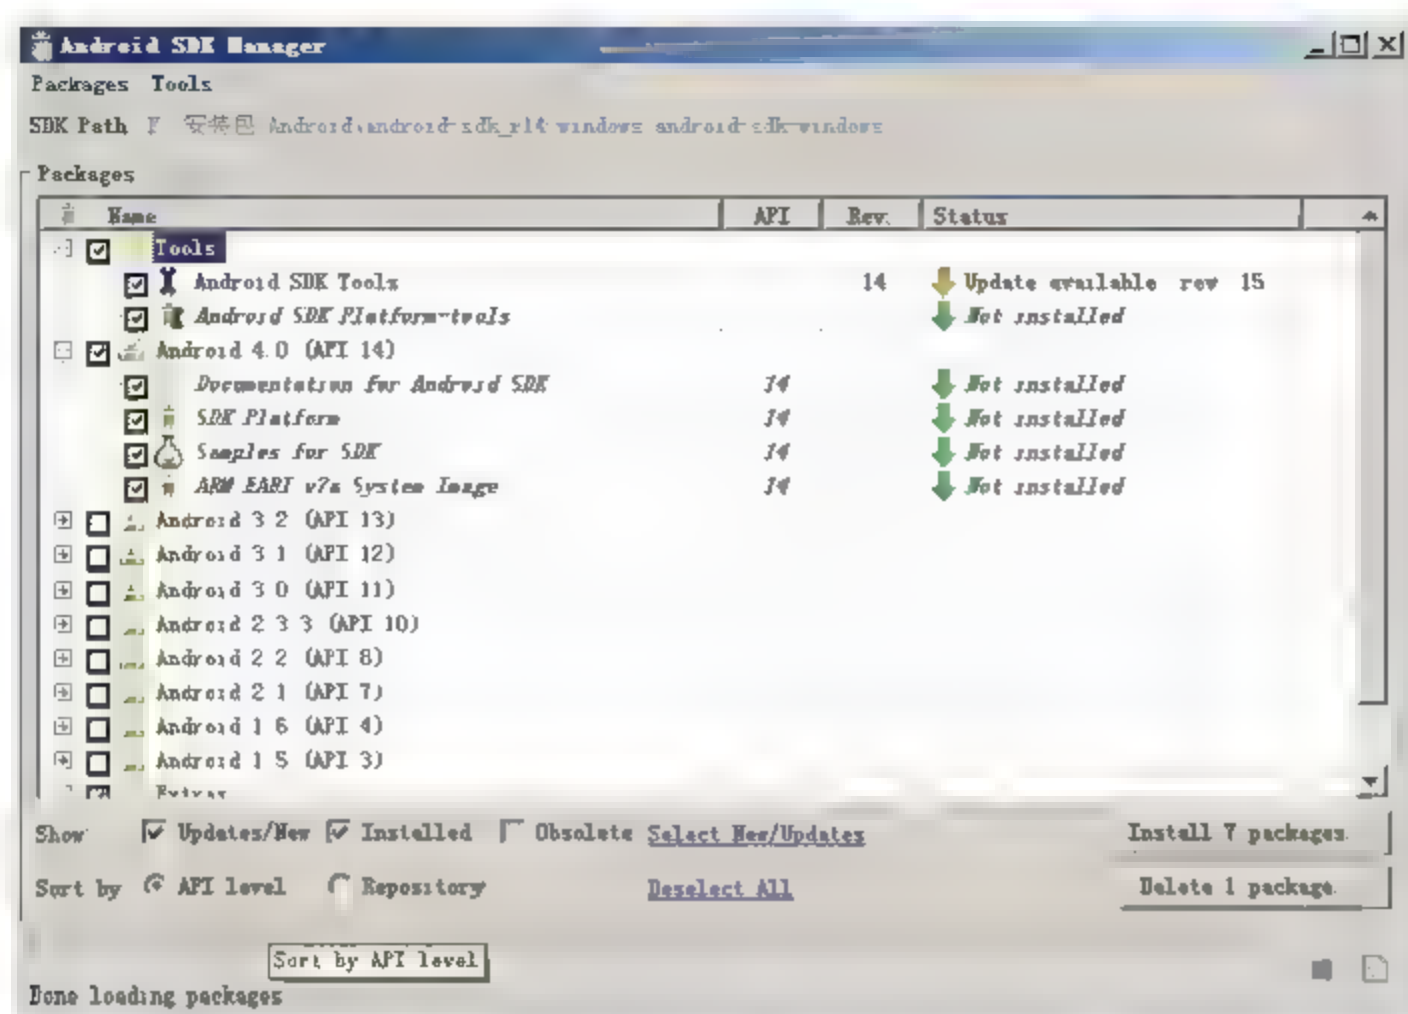 Android SDK Manager
Packages Tools
SDK Path F 安装包 Android\android-sdk_r14-windows android-sdk-windows
Packages
Name API Rev. Status
Tools
Android SDK Tools 14 Update available rev 15
Android SDK Platform-tools Not installed
Android 4.0 (API 14)
Documentation for Android SDK 14 Not installed
SDK Platform 14 Not installed
Samples for SDK 14 Not installed
ARM EABI v7a System Image 14 Not installed
Android 3 2 (API 13)
Android 3 1 (API 12)
Android 3 0 (API 11)
Android 2 3 3 (API 10)
Android 2 2 (API 8)
Android 2 1 (API 7)
Android 1 6 (API 4)
Android 1 5 (API 3)
Extras
Show: Updates/New Installed Obsolete Select New/Updates Install 7 packages.
Sort by API level Repository Deselect All Delete 1 package.
Sort by API level
Done loading packages